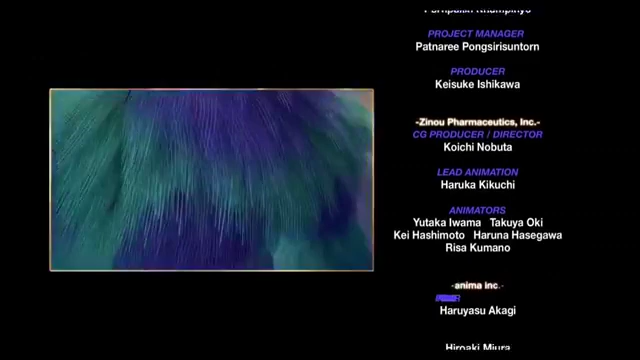 PROJECT MANAGER
Patnaree Pongsirisuntorn
PRODUCER
Keisuke Ishikawa
-Zinou Pharmaceutics, Inc.-
CG PRODUCER / DIRECTOR
Koichi Nobuta
LEAD ANIMATION
Haruka Kikuchi
ANIMATORS
Yutaka Iwama Takuya Oki
Kei Hashimoto Haruna Hasegawa
Risa Kumano
-anima inc.-
Haruyasu Akagi
Hiroaki Miura